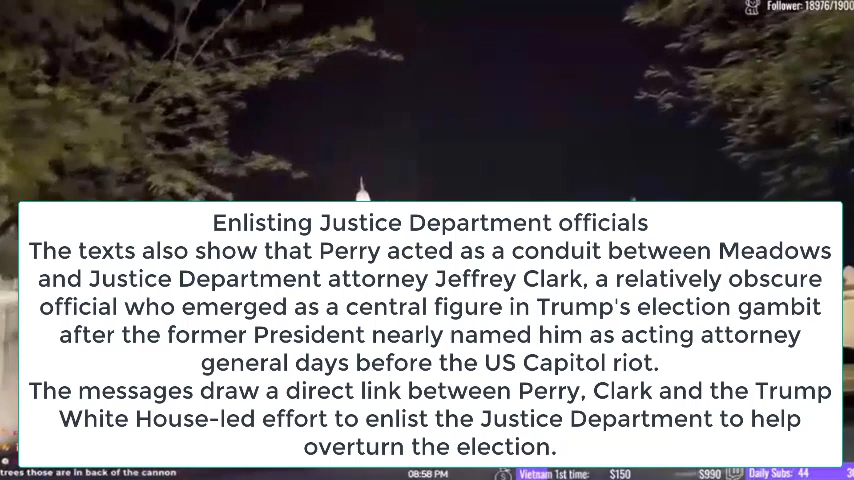 Follower: 18976/1900
Enlisting Justice Department officials
The texts also show that Perry acted as a conduit between Meadows
and Justice Department attorney Jeffrey Clark, a relatively obscure
official who emerged as a central figure in Trump's election gambit
after the former President nearly named him as acting attorney
general days before the US Capitol riot.
The messages draw a direct link between Perry, Clark and the Trump
White House-led effort to enlist the Justice Department to help
overturn the election.
trees those are in back of the cannon
08:58 PM
Vietnam 1st time: $150
$990
Daily Subs: 44